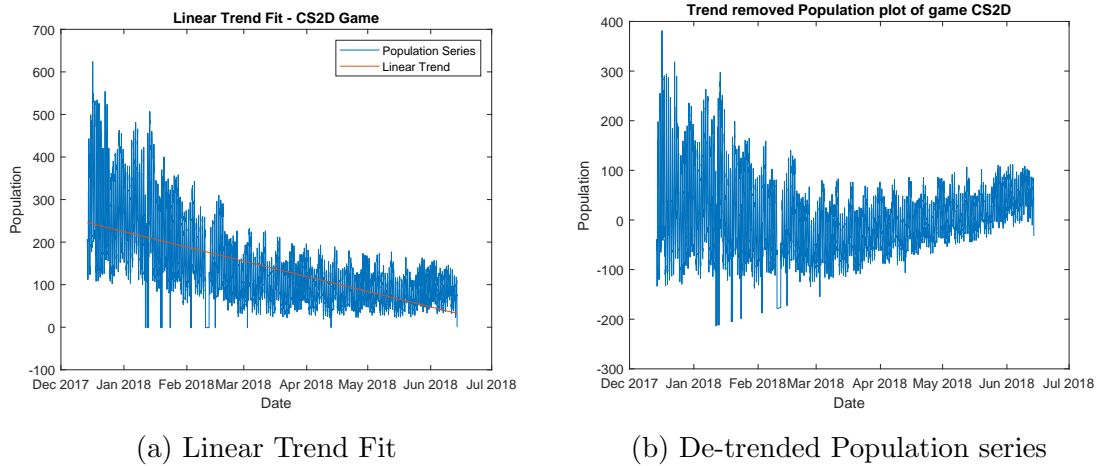 Linear Trend Fit - CS2D Game
700
600
500
400
300
200
100
0
-100
Population
Population Series
Linear Trend
Dec 2017 Jan 2018 Feb 2018 Mar 2018 Apr 2018 May 2018 Jun 2018 Jul 2018
Date
(a) Linear Trend Fit
Trend removed Population plot of game CS2D
400
300
200
100
0
-100
-200
-300
Population
Dec 2017 Jan 2018 Feb 2018 Mar 2018 Apr 2018 May 2018 Jun 2018 Jul 2018
Date
(b) De-trended Population series